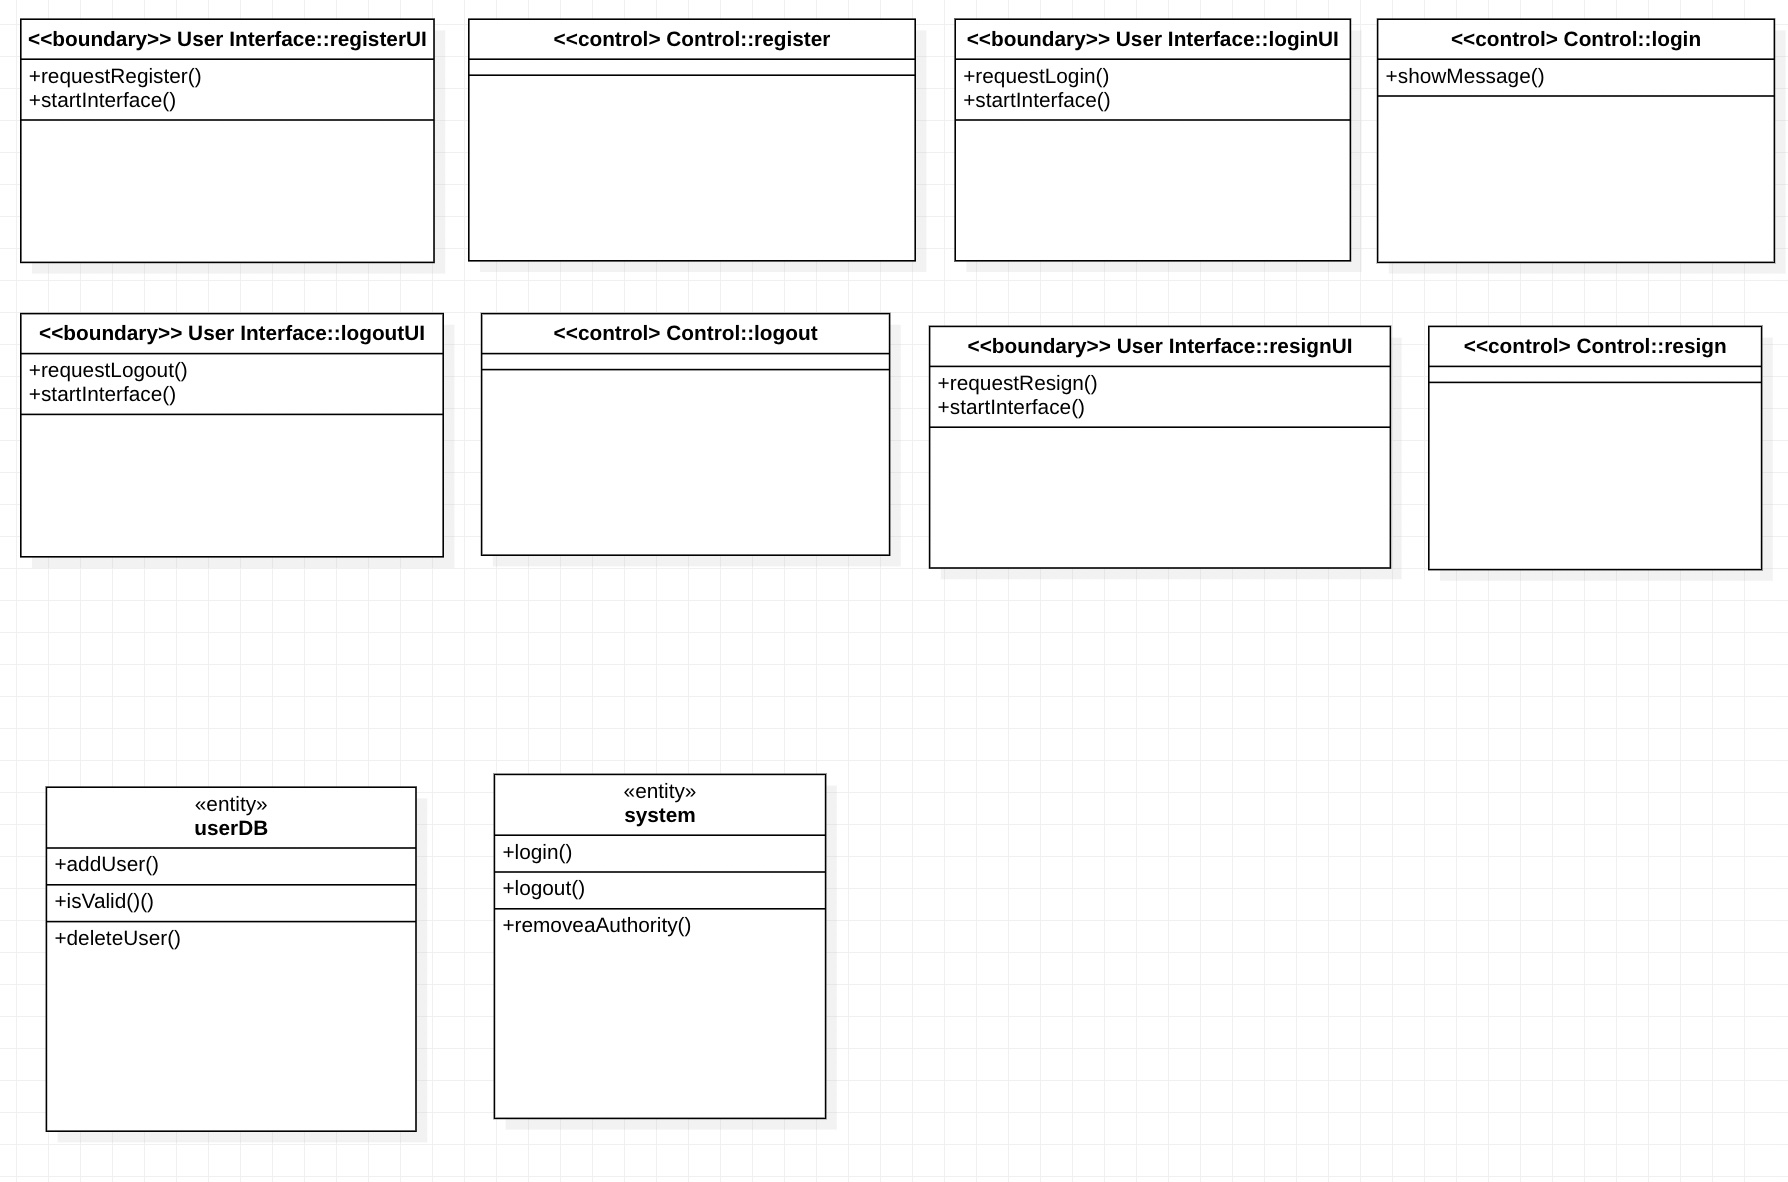 <<boundary>> User Interface::registerUI
+requestRegister()
+startInterface()
<<control> Control::register
<<boundary>> User Interface::loginUI
+requestLogin()
+startInterface()
<<control> Control::login
+showMessage()
<<boundary>> User Interface::logoutUI
+requestLogout()
+startInterface()
<<control> Control::logout
<<boundary>> User Interface::resignUI
+requestResign()
+startInterface()
<<control> Control::resign
«entity»
userDB
+addUser()
+isValid()()
+deleteUser()
«entity»
system
+login()
+logout()
+removeaAuthority()